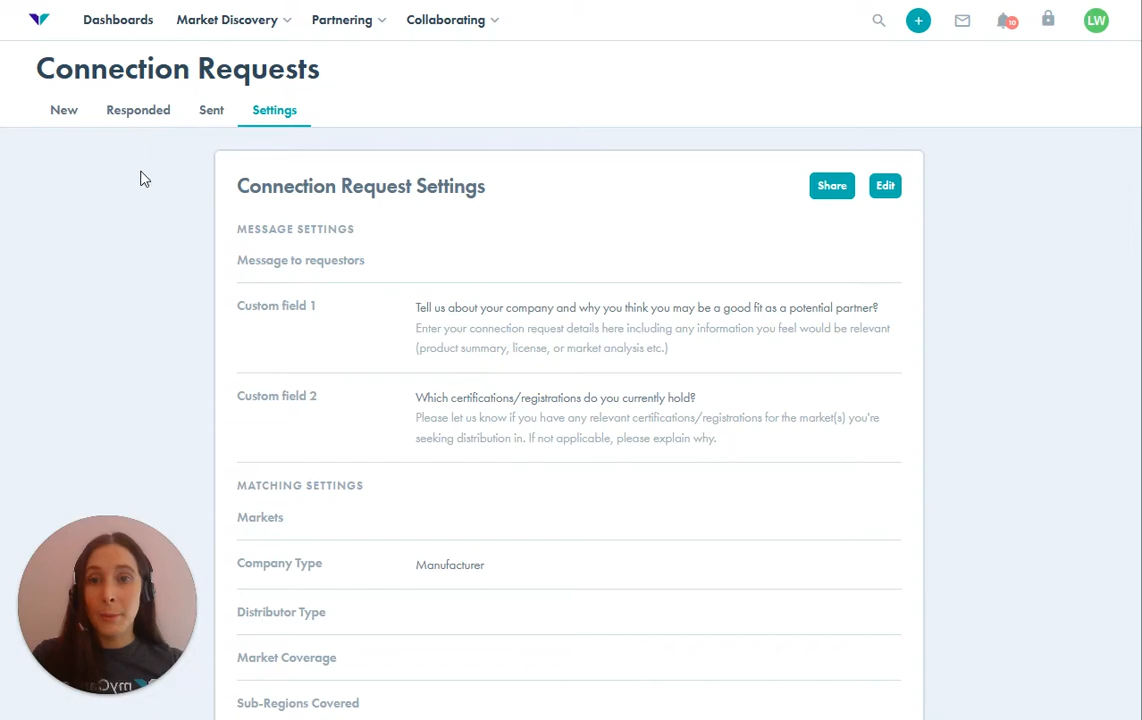 Dashboards Market Discovery Partnering Collaborating + 10 LW
Connection Requests
New Responded Sent Settings
Connection Request Settings Share Edit
MESSAGE SETTINGS
Message to requestors
Custom field 1 Tell us about your company and why you think you may be a good fit as a potential partner?
Enter your connection request details here including any information you feel would be relevant
(product summary, license, or market analysis etc.)
Custom field 2 Which certifications/registrations do you currently hold?
Please let us know if you have any relevant certifications/registrations for the market(s) you're
seeking distribution in. If not applicable, please explain why.
MATCHING SETTINGS
Markets
Company Type Manufacturer
Distributor Type
Market Coverage
Sub-Regions Covered